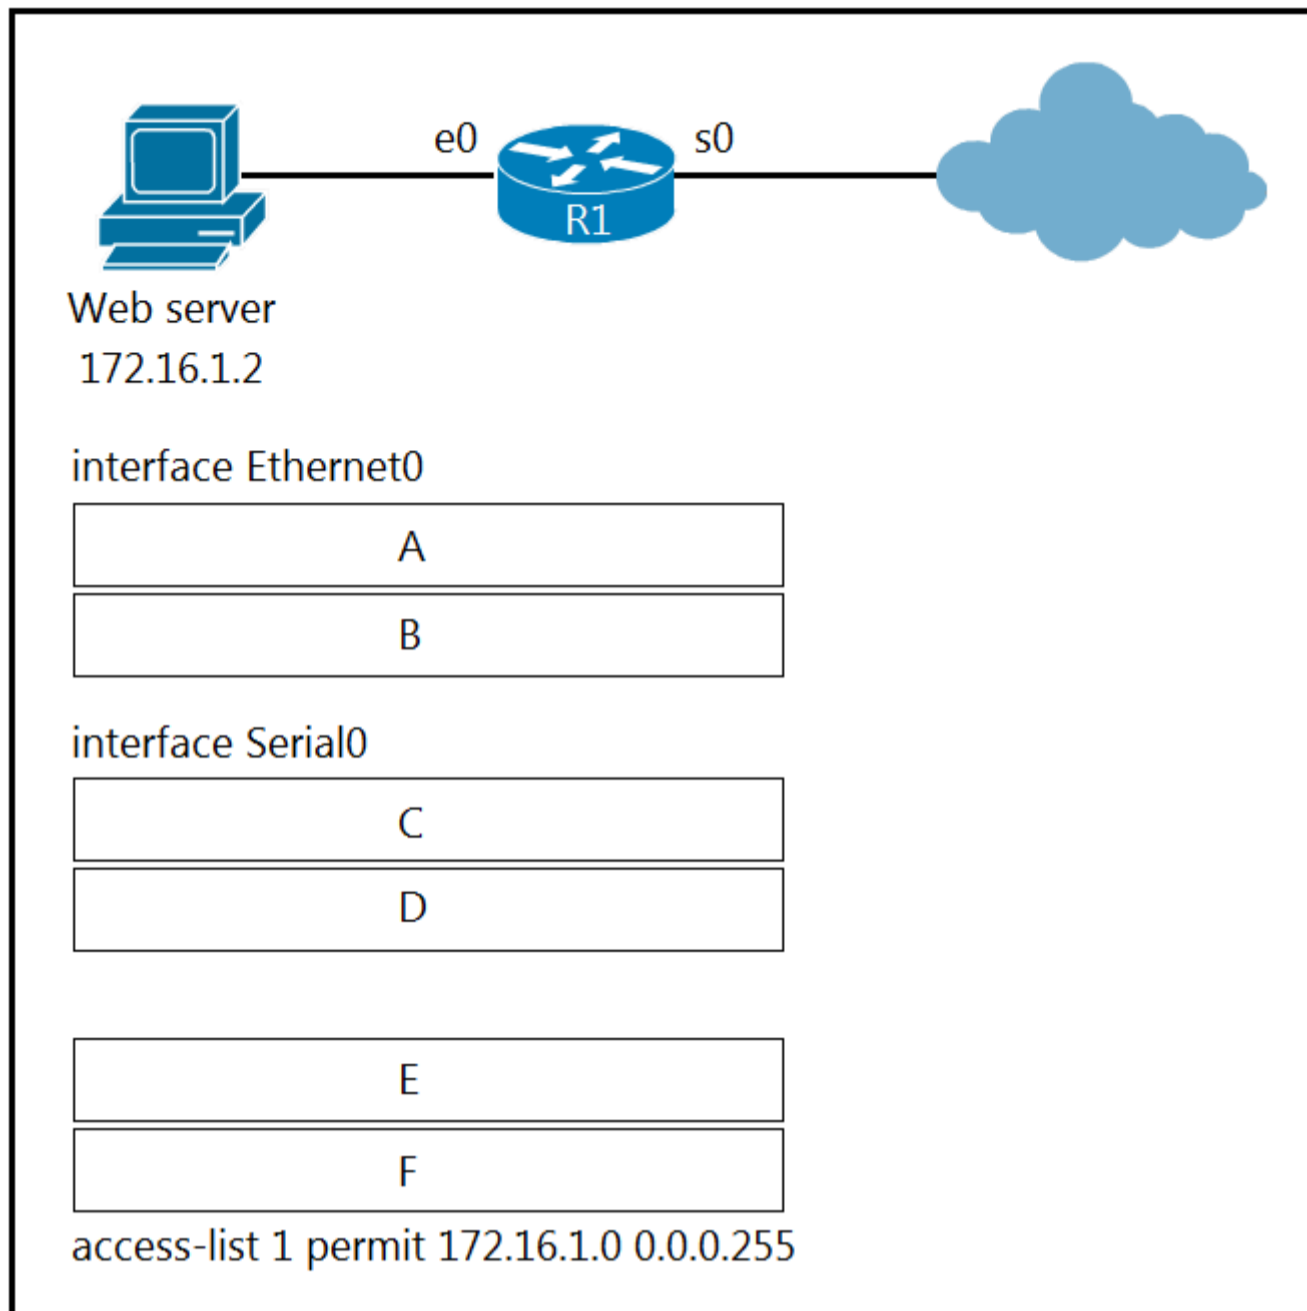 e0
s0
R1
Web server
172.16.1.2
interface Ethernet0
A
B
interface Serial0
C
D
E
F
access-list 1 permit 172.16.1.0 0.0.0.255